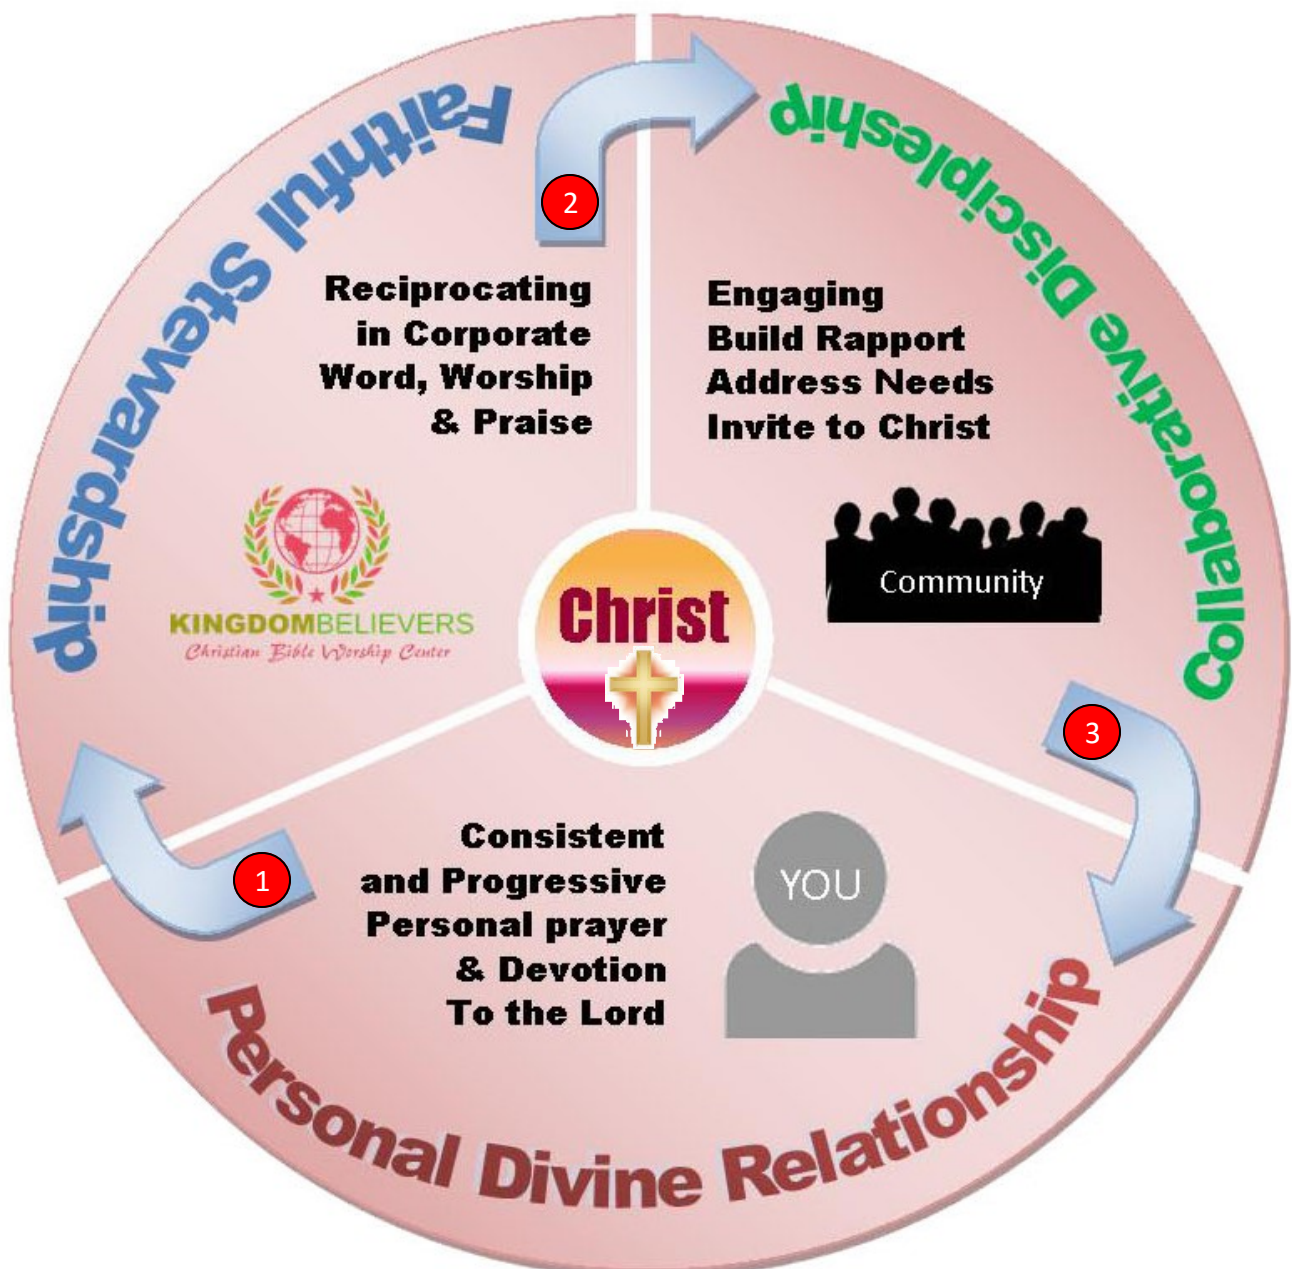 Faithful Stewardship
2
Reciprocating
in Corporate
Word, Worship
& Praise
KINGDOMBELIEVERS
Christian Bible Worship Center
Collaborative Discipleship
Engaging
Build Rapport
Address Needs
Invite to Christ
Community
3
Christ
1
Consistent
and Progressive
Personal prayer
& Devotion
To the Lord
YOU
Personal Divine Relationship